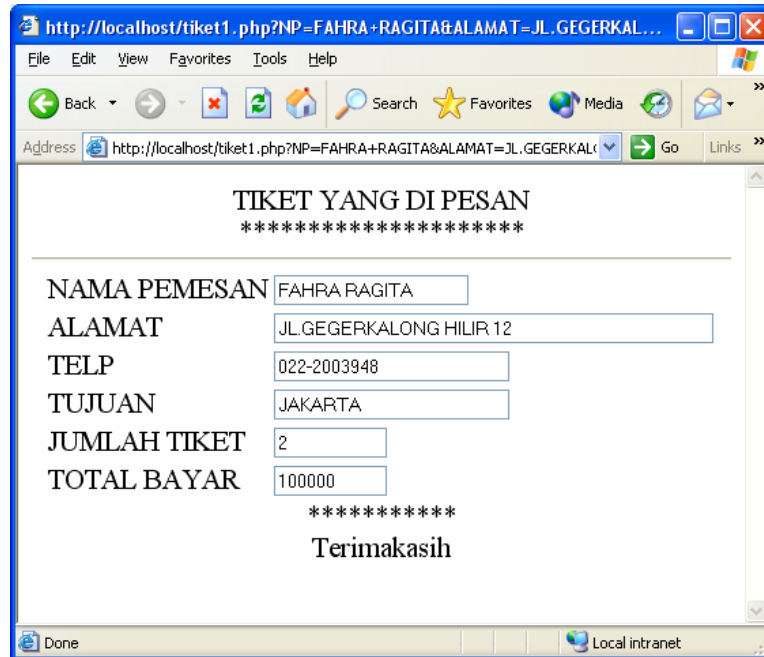 http://localhost/tiket1.php?NP=FAHRA+RAGITA&ALAMAT=JL.GEGERKAL...
File Edit View Favorites Tools Help
Back Search Favorites Media »
Address http://localhost/tiket1.php?NP=FAHRA+RAGITA&ALAMAT=JL.GEGERKAL( Go Links »
TIKET YANG DI PESAN
**********************
NAMA PEMESAN FAHRA RAGITA
ALAMAT JL.GEGERKALONG HILIR 12
TELP 022-2003948
TUJUAN JAKARTA
JUMLAH TIKET 2
TOTAL BAYAR 100000
***********
Terimakasih
Done Local intranet